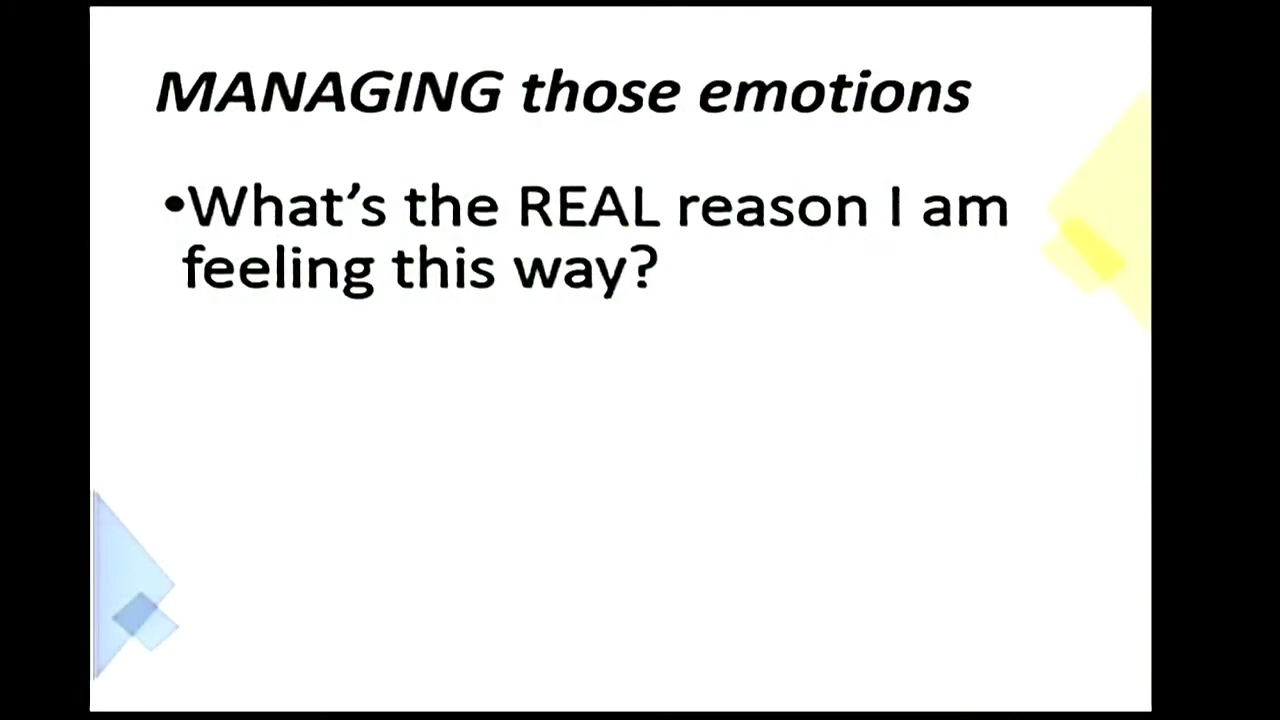 MANAGING those emotions
•What’s the REAL reason I am
feeling this way?